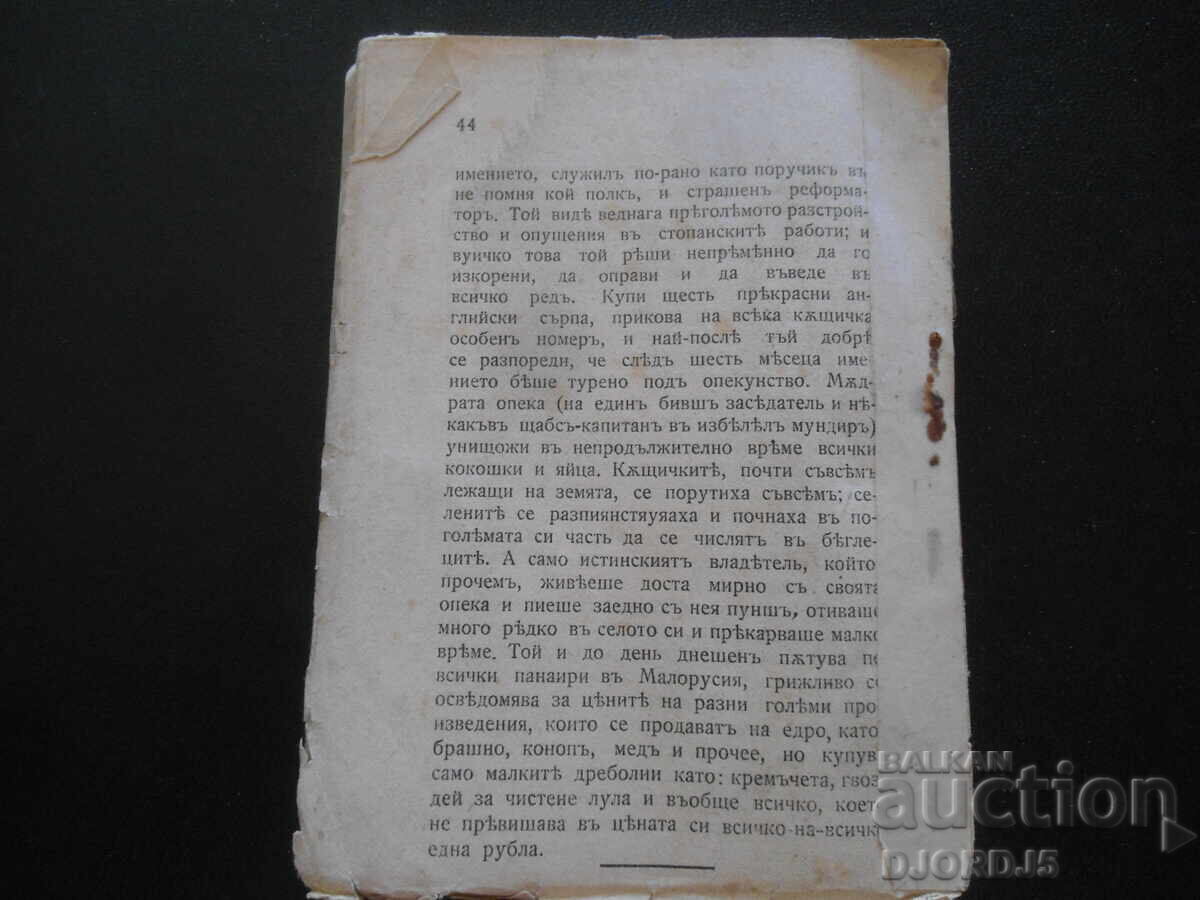 44
имението, служилъ по-рано като поручик въ
не помня кой полкъ, и страшенъ реформа-
торъ. Той видѣ веднага прѣголѣмото разстрой-
ство и опущения въ стопанскитѣ работи; и
вуичко това той рѣши непрѣмѣнно да го
изкорени, да оправи и да въведе въ
всичко редъ. Купи щесть прѣкрасни ан-
глийски сърпа, прикова на всѣка кѫщичка
особенъ номеръ, и най-послѣ тъй добрѣ
се разпореди, че слѣдъ шесть мѣсеца име-
нието бѣше турено подъ опекунство. Мѫд-
рата опека (на единъ бившъ засѣдатель и нѣ-
какъвъ щабсъ-капитанъ въ избѣлѣлъ мундиръ)
унищожи въ непродължително врѣме всички
кокошки и яйца. Кѫщичкитѣ, почти съвсѣмъ
лежащи на земята, се порутиха съвсѣмъ; се-
ленитѣ се разпиянстяуяаха и почнаха въ по-
голѣмата си часть да се числятъ въ бѣгле-
цитѣ. А само истинскиятъ владѣтель, който
прочемъ, живѣеше доста мирно съ своята
опека и пиеше заедно съ нея пуншъ, отиваше
много рѣдко въ селото си и прѣкарваше малко
врѣме. Той и до день днешенъ пѫтува по
всички панаири въ Малорусия, грижливо се
освѣдомява за цѣнитѣ на разни голѣми про
изведения, които се продаватъ на едро, като
брашно, конопъ, медъ и прочее, но купува
само малкитѣ дреболии като: кремъчета, гвоз
дей за чистене лула и въобще всичко, коет
не прѣвишава въ цѣната си всичко-на-всичк
една рубла.
BALKAN
auction
DJORDJ5